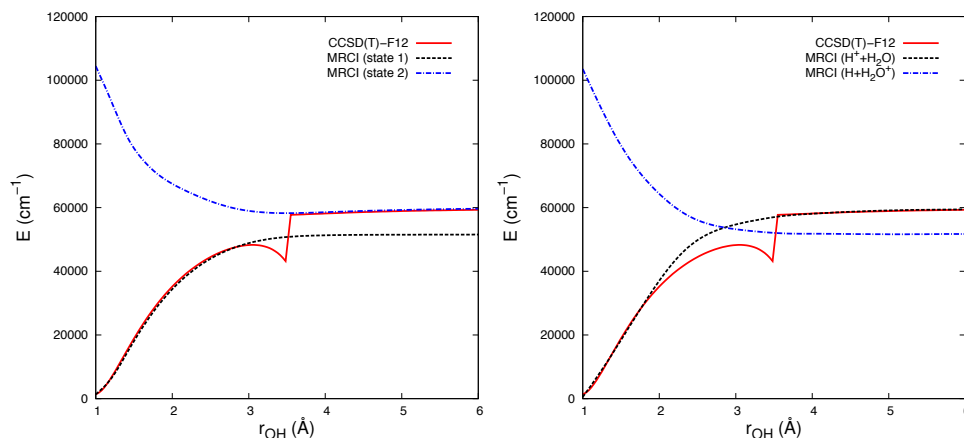 120000
100000
80000
60000
40000
20000
0
E (cm⁻¹)
1 2 3 4 5 6
r_OH (Å)
CCSD(T)−F12
MRCI (state 1)
MRCI (state 2)
120000
100000
80000
60000
40000
20000
0
E (cm⁻¹)
1 2 3 4 5 6
r_OH (Å)
CCSD(T)−F12
MRCI (H⁺+H₂O)
MRCI (H+H₂O⁺)